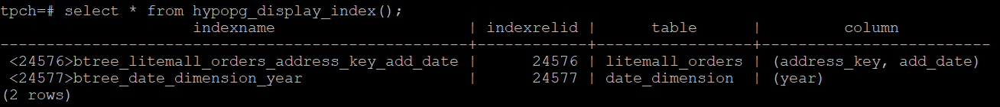 tpch=# select * from hypopg_display_index();
                     indexname                      | indexrelid |      table      |         column
----------------------------------------------------+------------+-----------------+-------------------------
 <24576>btree_litemall_orders_address_key_add_date |      24576 | litemall_orders | (address_key, add_date)
 <24577>btree_date_dimension_year                  |      24577 | date_dimension  | (year)
(2 rows)